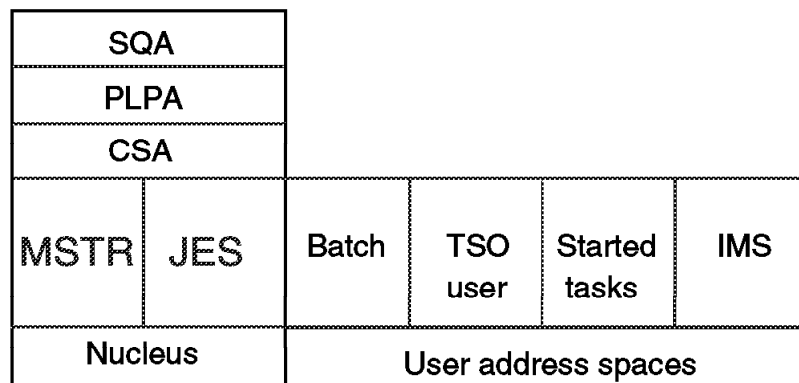 SQA
PLPA
CSA
MSTR
JES
Batch
TSO
user
Started
tasks
IMS
Nucleus
User address spaces